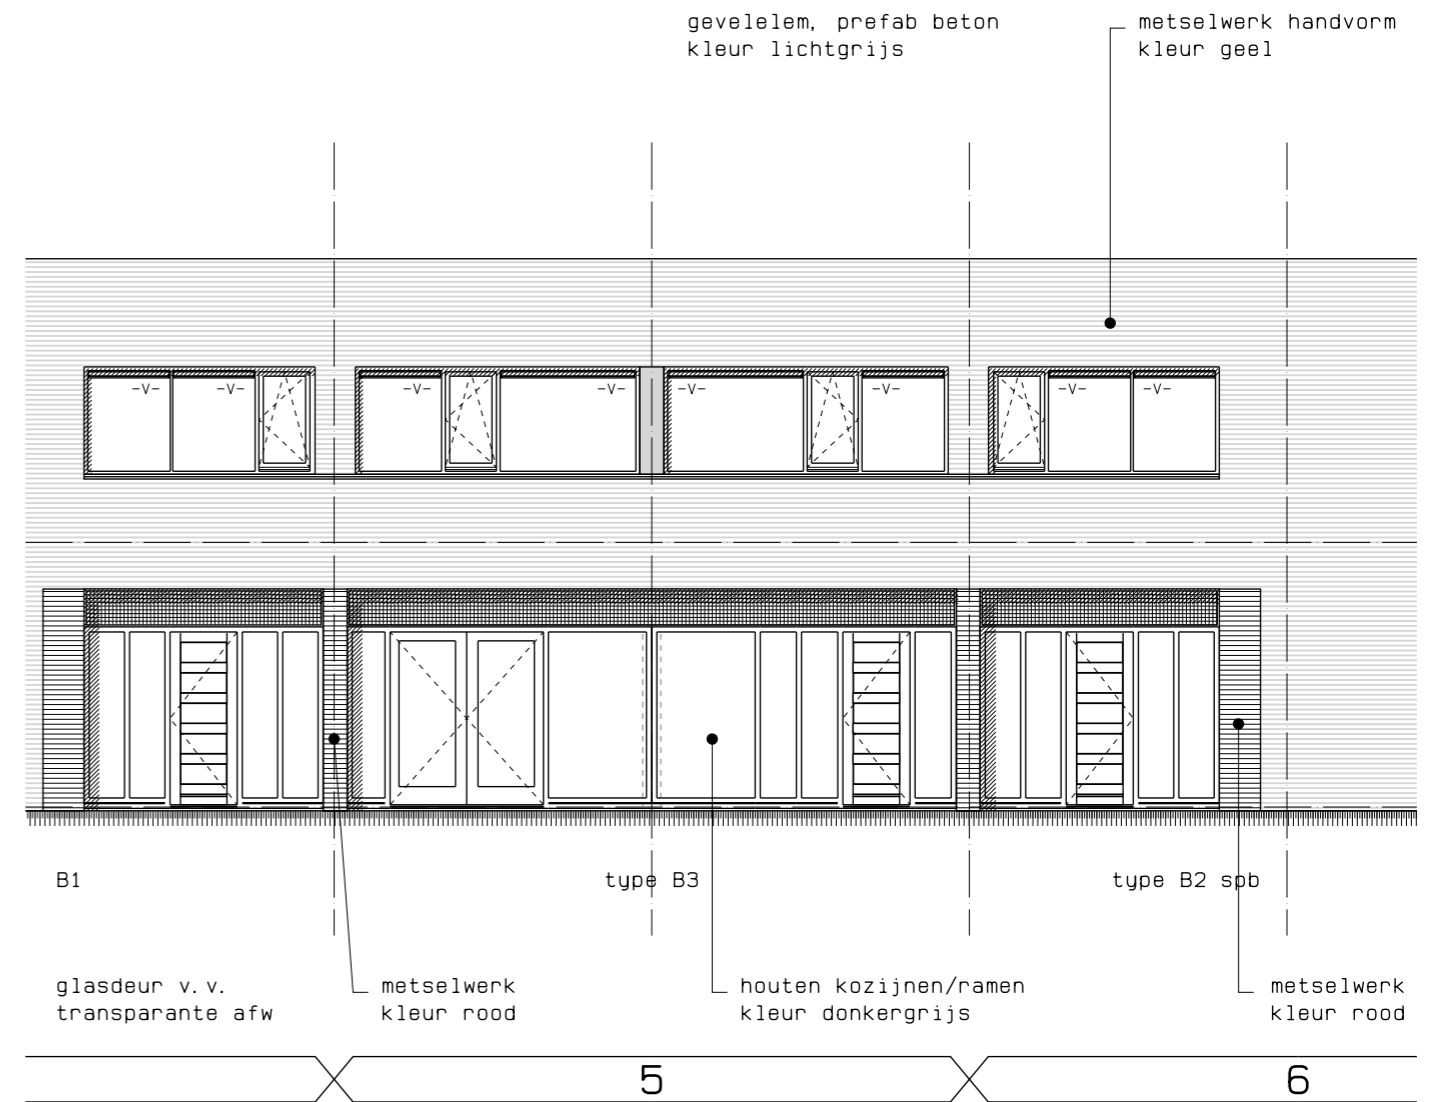 gevelelem, prefab beton
kleur lichtgrijs
metselwerk handvorm
kleur geel
-V- -V- -V- -V- -V- -V- -V- -V-
B1
type B3
type B2 spb
glasdeur v.v.
transparante afw
metselwerk
kleur rood
houten kozijnen/ramen
kleur donkergrijs
metselwerk
kleur rood
5
6